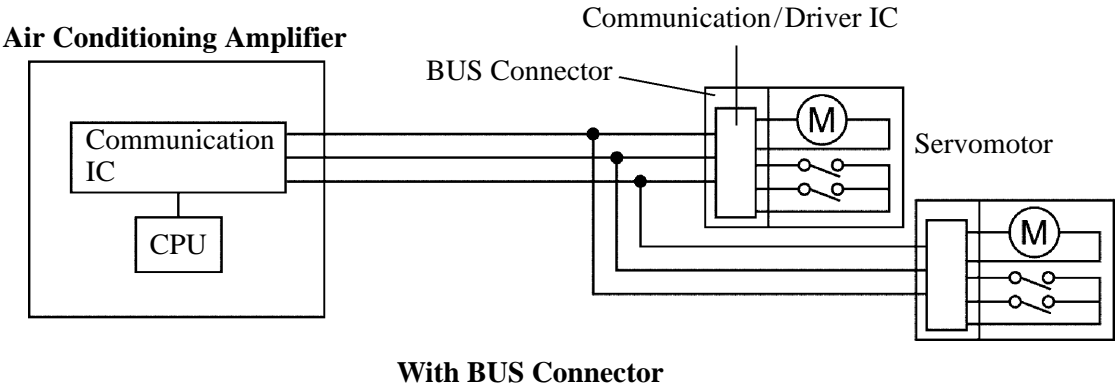 Communication/Driver IC
Air Conditioning Amplifier
BUS Connector
Communication
IC
CPU
M
Servomotor
M
With BUS Connector